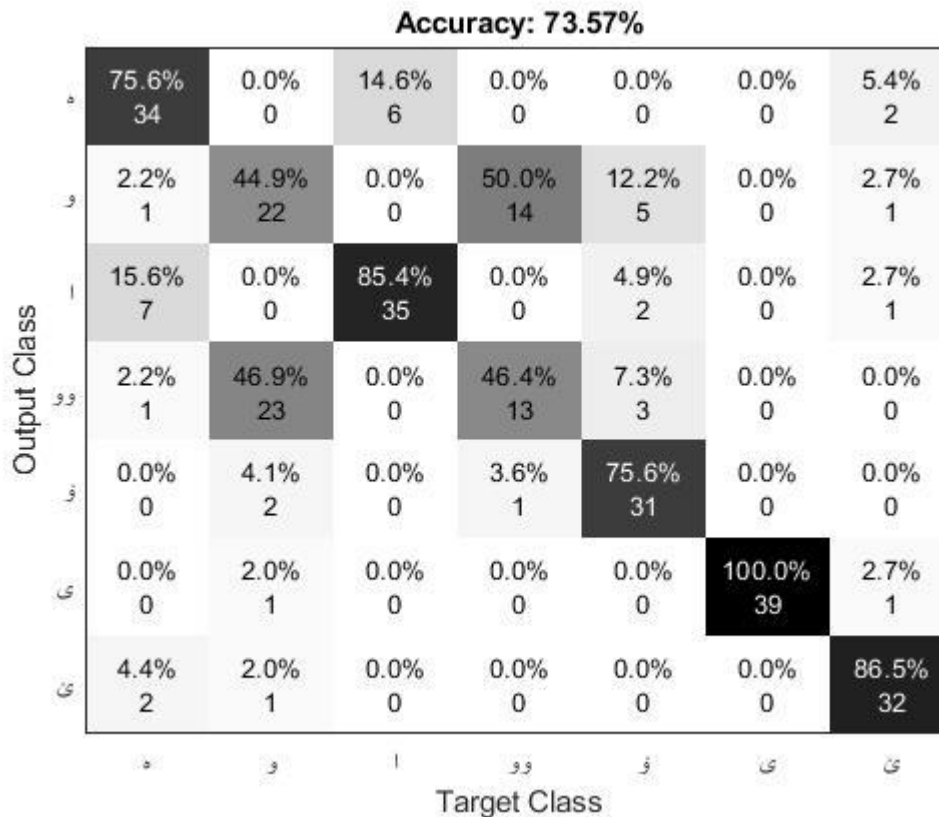 Accuracy: 73.57%
Output Class
ە 75.6% 0.0% 14.6% 0.0% 0.0% 0.0% 5.4%
34 0 6 0 0 0 2
و 2.2% 44.9% 0.0% 50.0% 12.2% 0.0% 2.7%
1 22 0 14 5 0 1
ا 15.6% 0.0% 85.4% 0.0% 4.9% 0.0% 2.7%
7 0 35 0 2 0 1
وو 2.2% 46.9% 0.0% 46.4% 7.3% 0.0% 0.0%
1 23 0 13 3 0 0
ۆ 0.0% 4.1% 0.0% 3.6% 75.6% 0.0% 0.0%
0 2 0 1 31 0 0
ی 0.0% 2.0% 0.0% 0.0% 0.0% 100.0% 2.7%
0 1 0 0 0 39 1
ێ 4.4% 2.0% 0.0% 0.0% 0.0% 0.0% 86.5%
2 1 0 0 0 0 32
ە و ا وو ۆ ی ێ
Target Class